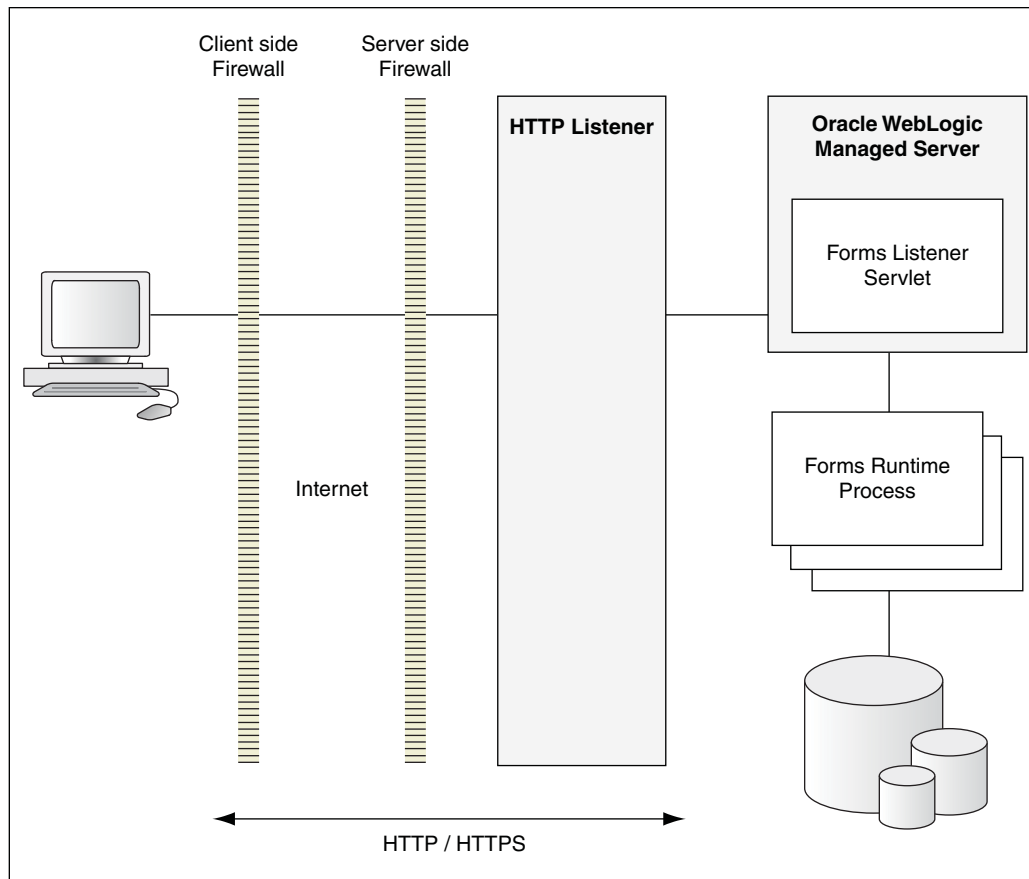 Client side
Firewall
Server side
Firewall
HTTP Listener
Oracle WebLogic
Managed Server
Forms Listener
Servlet
Forms Runtime
Process
Internet
HTTP / HTTPS